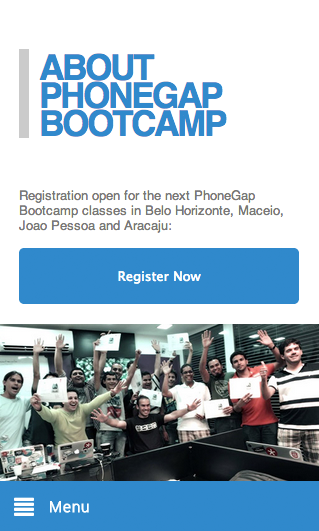 ABOUT
PHONEGAP
BOOTCAMP
Registration open for the next PhoneGap
Bootcamp classes in Belo Horizonte, Maceio,
Joao Pessoa and Aracaju:
Register Now
Menu